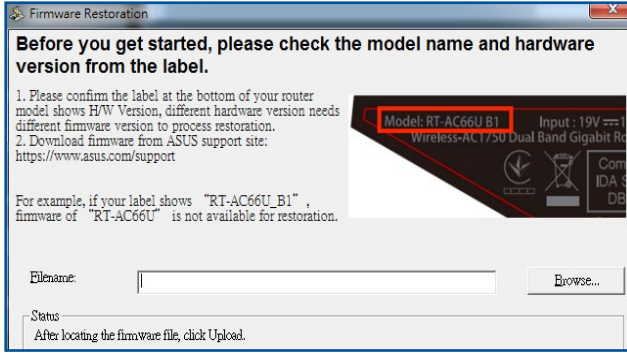 Firmware Restoration
Before you get started, please check the model name and hardware
version from the label.
1. Please confirm the label at the bottom of your router
model shows H/W Version, different hardware version needs
different firmware version to process restoration.
2. Download firmware from ASUS support site:
https://www.asus.com/support
For example, if your label shows “RT-AC66U_B1”,
firmware of “RT-AC66U” is not available for restoration.
Model: RT-AC66U B1 Input : 19V
Wireless-AC1750 Dual Band Gigabit Ro
Com
IDA S
DB
Filename:
Browse...
Status
After locating the firmware file, click Upload.